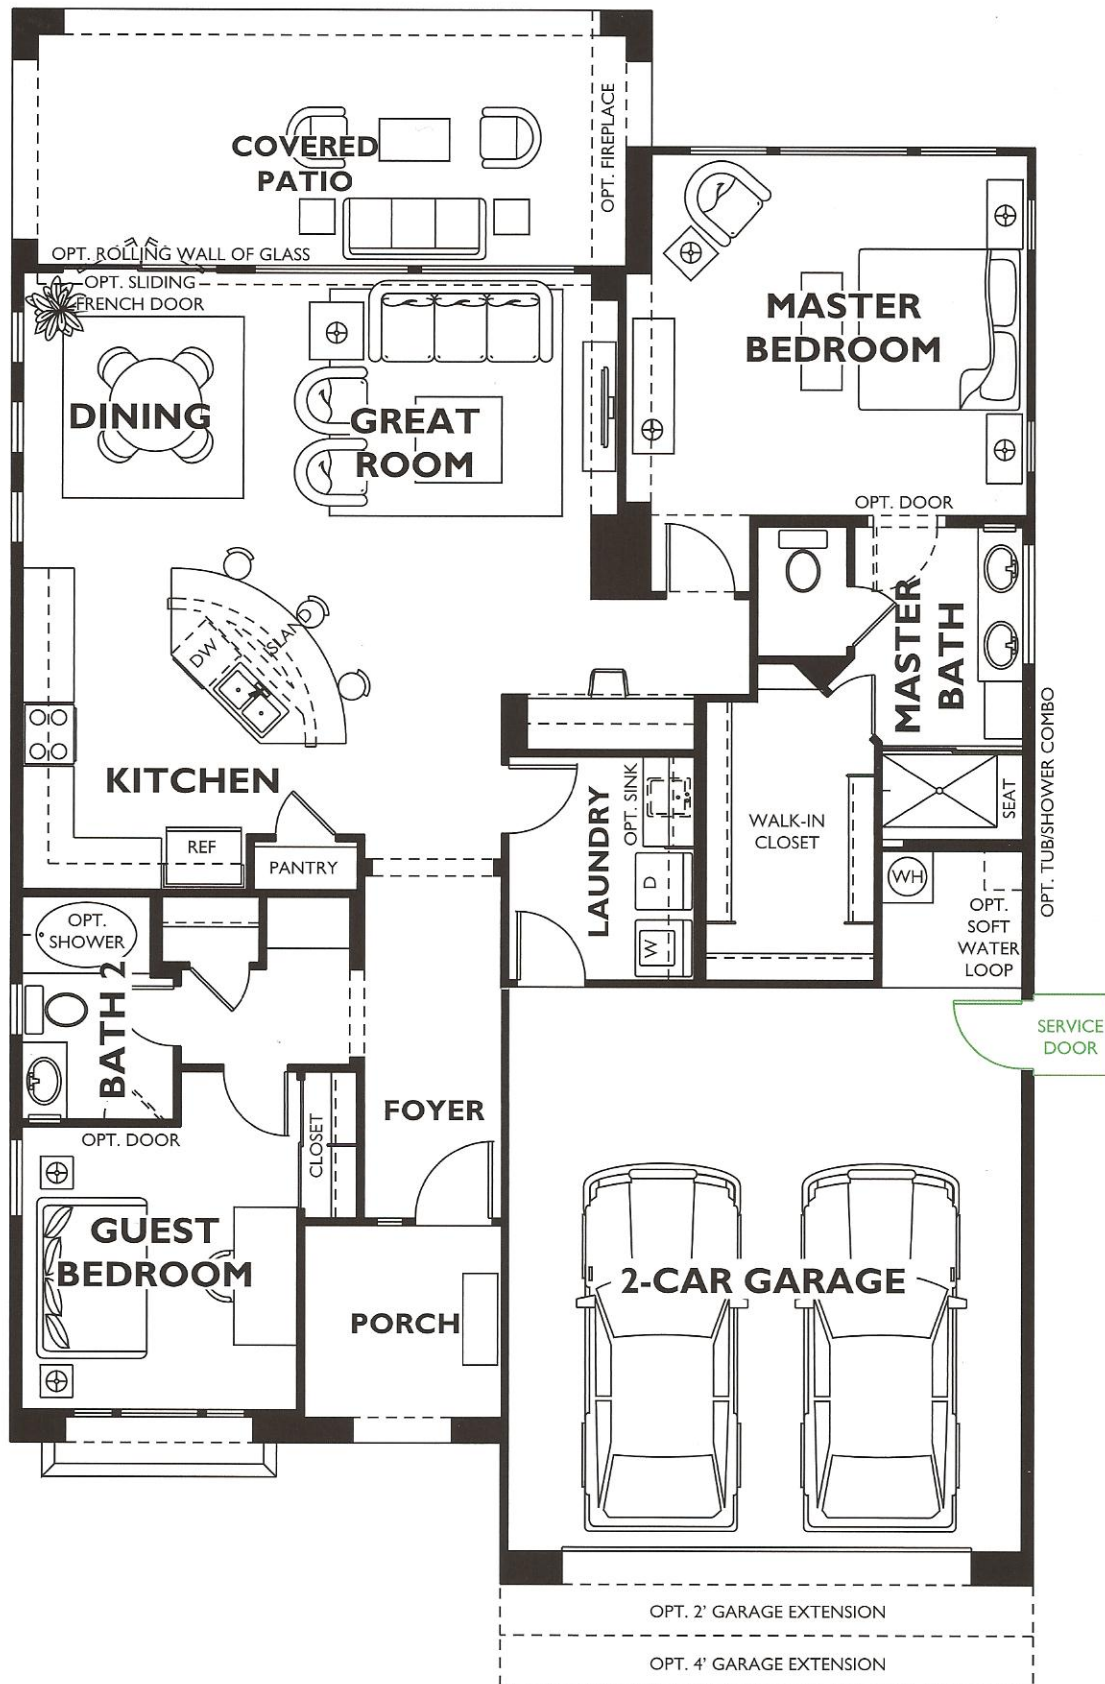 COVERED
PATIO
OPT. FIREPLACE
OPT. ROLLING WALL OF GLASS
OPT. SLIDING
FRENCH DOOR
MASTER
BEDROOM
DINING
GREAT
ROOM
OPT. DOOR
DW
ISLAND
MASTER
BATH
KITCHEN
REF
PANTRY
LAUNDRY
OPT. SINK
D
W
WALK-IN
CLOSET
SEAT
OPT. TUB/SHOWER COMBO
WH
OPT.
SOFT
WATER
LOOP
OPT.
SHOWER
BATH 2
SERVICE
DOOR
FOYER
OPT. DOOR
CLOSET
GUEST
BEDROOM
PORCH
2-CAR GARAGE
OPT. 2' GARAGE EXTENSION
OPT. 4' GARAGE EXTENSION